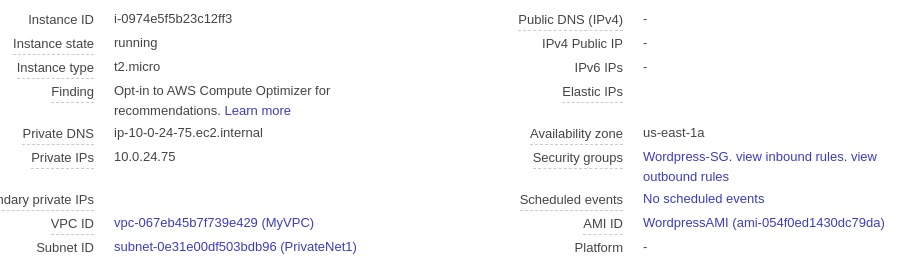 Instance ID i-0974e5f5b23c12ff3 Public DNS (IPv4) -
Instance state running IPv4 Public IP -
Instance type t2.micro IPv6 IPs -
Finding Opt-in to AWS Compute Optimizer for Elastic IPs
recommendations. Learn more
Private DNS ip-10-0-24-75.ec2.internal Availability zone us-east-1a
Private IPs 10.0.24.75 Security groups Wordpress-SG. view inbound rules. view
outbound rules
ndary private IPs Scheduled events No scheduled events
VPC ID vpc-067eb45b7f739e429 (MyVPC) AMI ID WordpressAMI (ami-054f0ed1430dc79da)
Subnet ID subnet-0e31e00df503bdb96 (PrivateNet1) Platform -